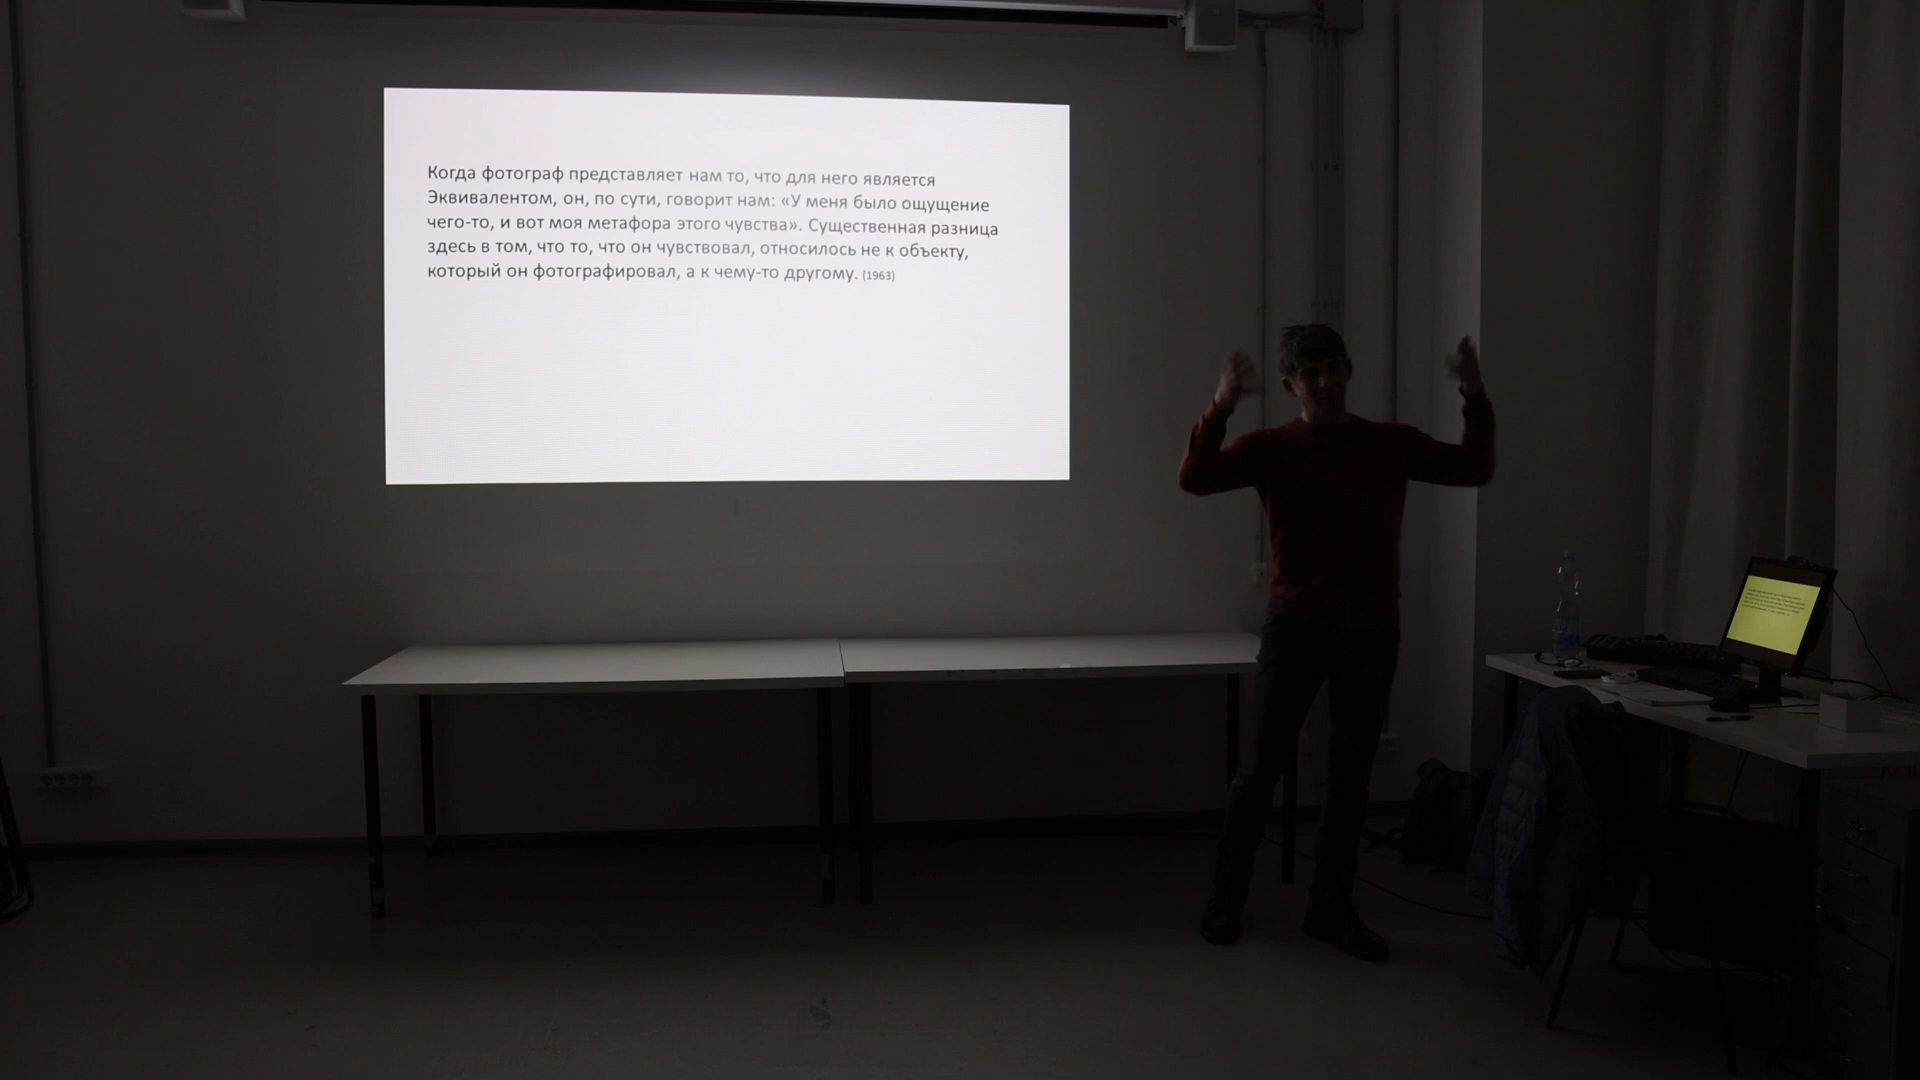 Когда фотограф представляет нам то, что для него является
Эквивалентом, он, по сути, говорит нам: «У меня было ощущение
чего-то, и вот моя метафора этого чувства». Существенная разница
здесь в том, что то, что он чувствовал, относилось не к объекту,
который он фотографировал, а к чему-то другому. (1963)